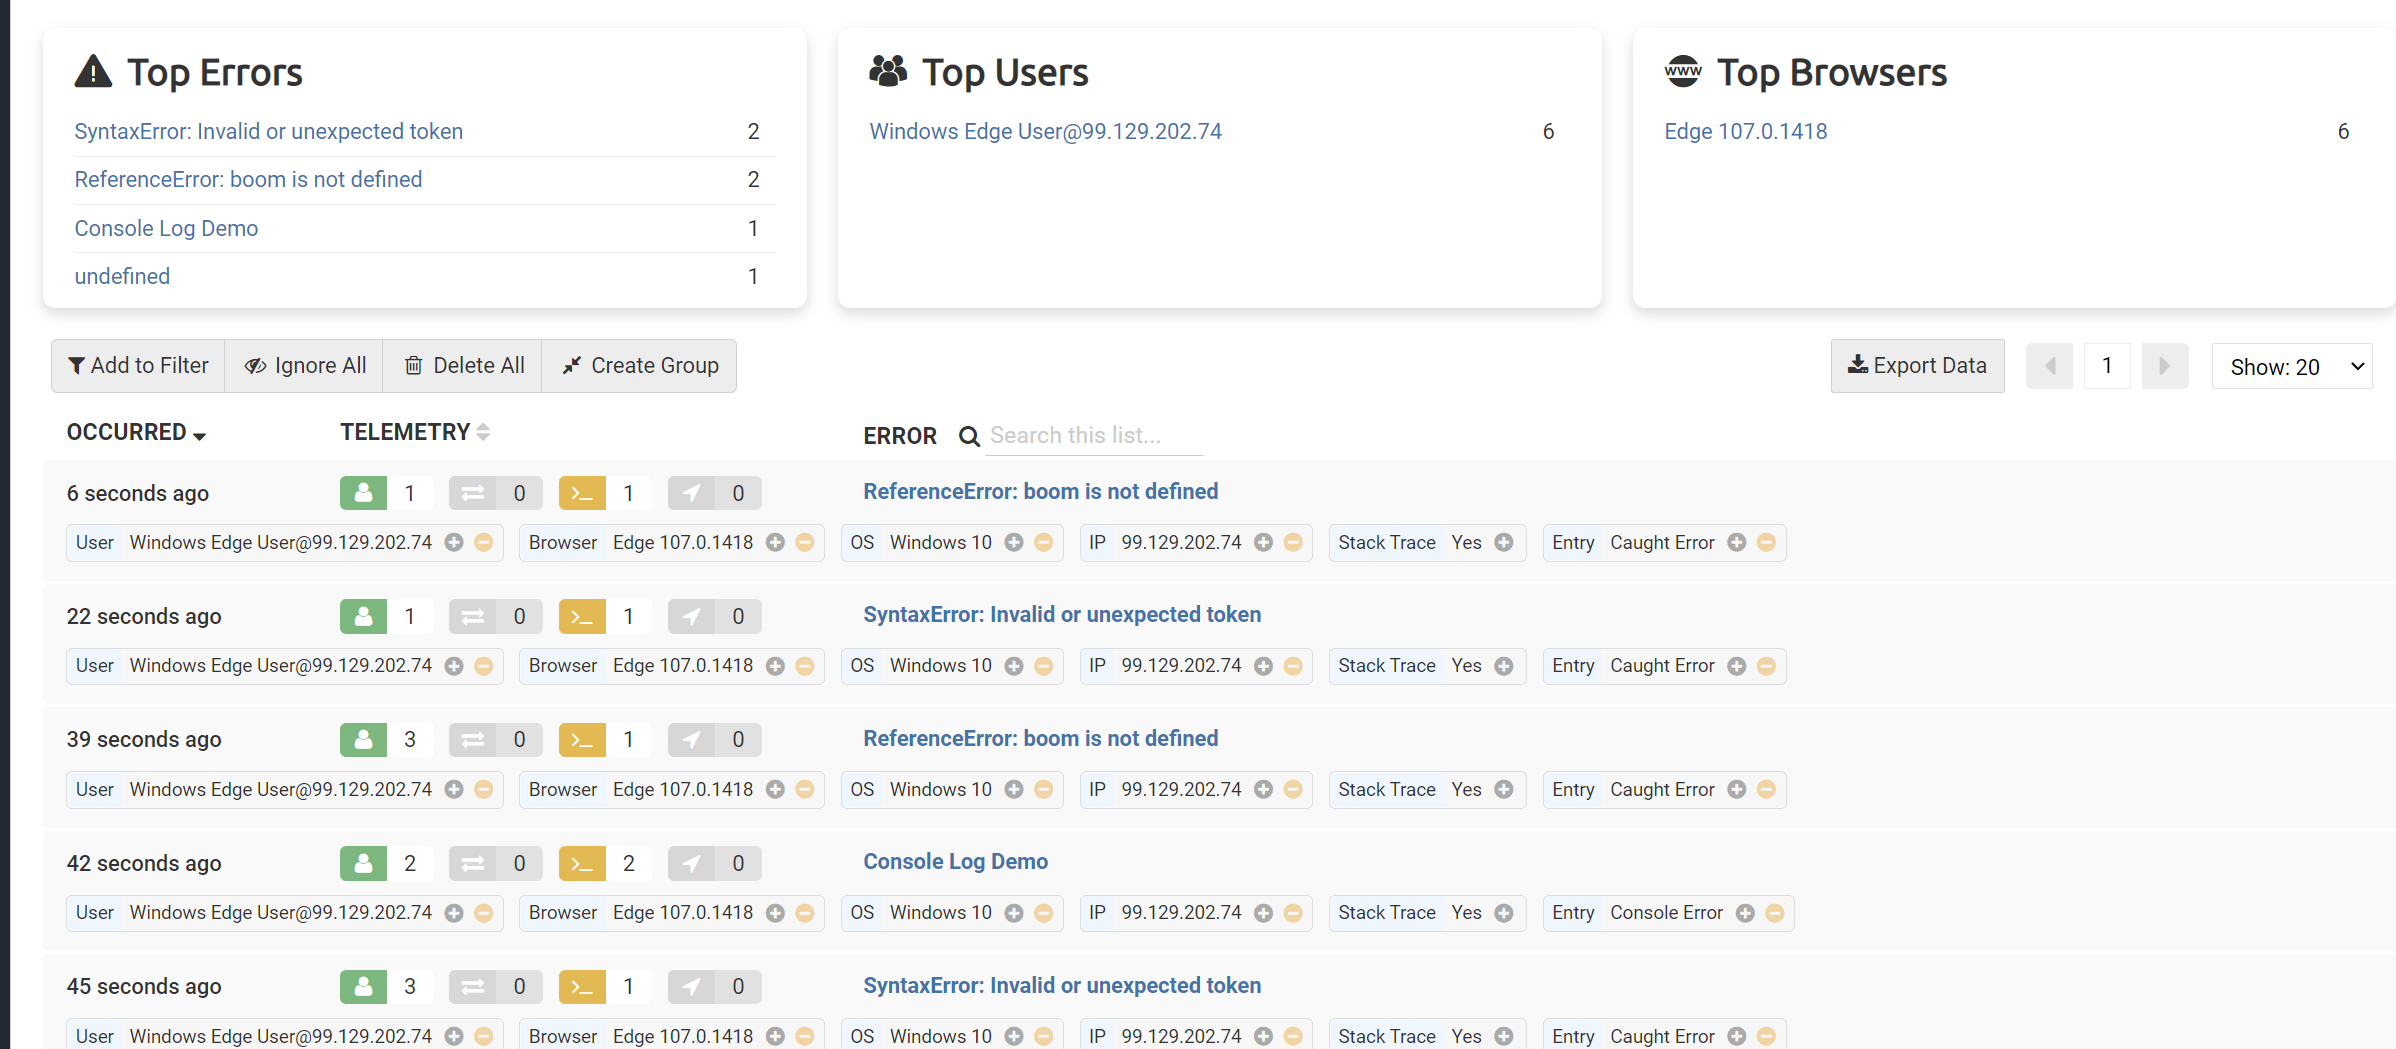 Top Errors
SyntaxError: Invalid or unexpected token 2
ReferenceError: boom is not defined 2
Console Log Demo 1
undefined 1
Top Users
Windows Edge User@99.129.202.74 6
WWW Top Browsers
Edge 107.0.1418 6
Add to Filter Ignore All Delete All Create Group Export Data 1 Show: 20
OCCURRED TELEMETRY ERROR Search this list...
6 seconds ago 1 0 1 0 ReferenceError: boom is not defined
User Windows Edge User@99.129.202.74 Browser Edge 107.0.1418 OS Windows 10 IP 99.129.202.74 Stack Trace Yes Entry Caught Error
22 seconds ago 1 0 1 0 SyntaxError: Invalid or unexpected token
User Windows Edge User@99.129.202.74 Browser Edge 107.0.1418 OS Windows 10 IP 99.129.202.74 Stack Trace Yes Entry Caught Error
39 seconds ago 3 0 1 0 ReferenceError: boom is not defined
User Windows Edge User@99.129.202.74 Browser Edge 107.0.1418 OS Windows 10 IP 99.129.202.74 Stack Trace Yes Entry Caught Error
42 seconds ago 2 0 2 0 Console Log Demo
User Windows Edge User@99.129.202.74 Browser Edge 107.0.1418 OS Windows 10 IP 99.129.202.74 Stack Trace Yes Entry Console Error
45 seconds ago 3 0 1 0 SyntaxError: Invalid or unexpected token
User Windows Edge User@99.129.202.74 Browser Edge 107.0.1418 OS Windows 10 IP 99.129.202.74 Stack Trace Yes Entry Caught Error